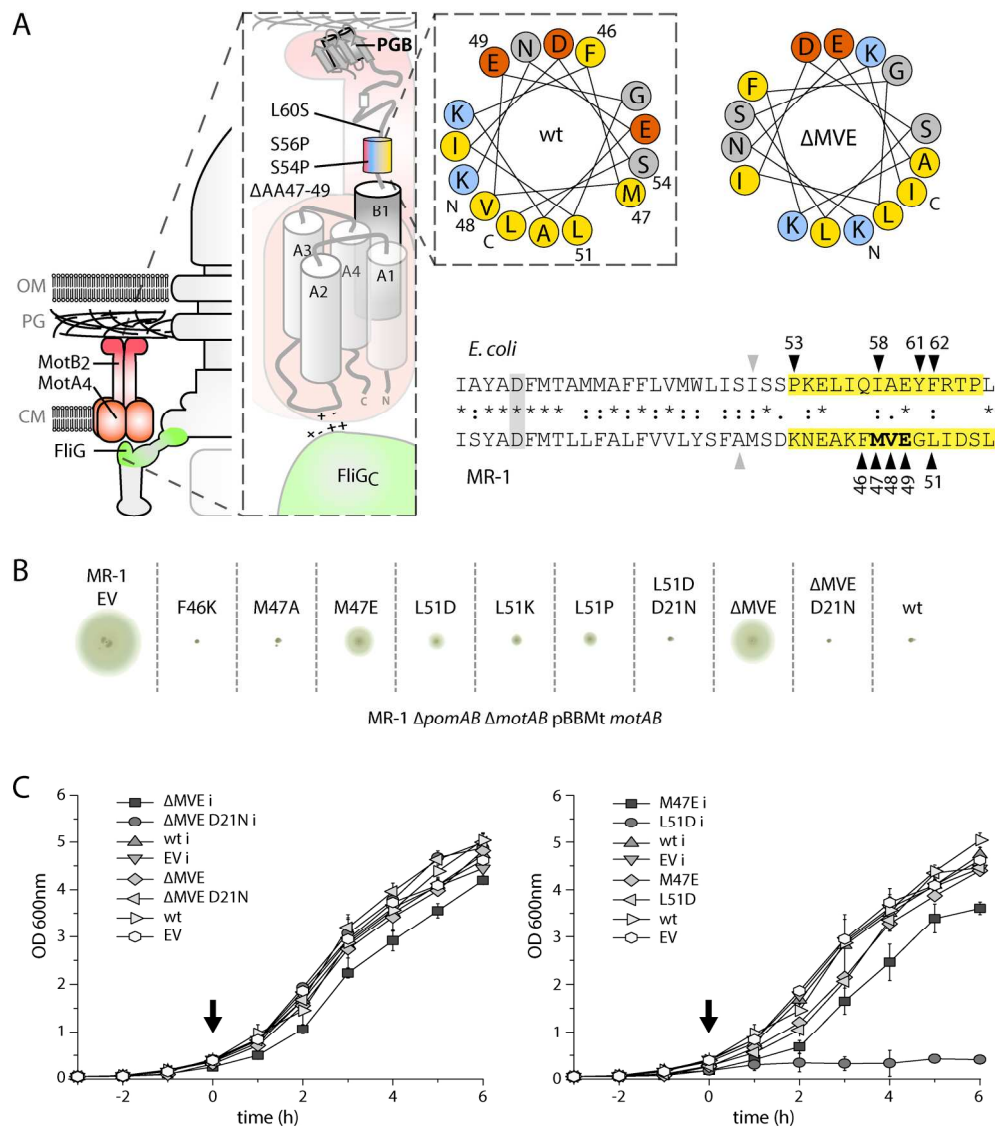 A
PGB
L60S
S56P
S54P
ΔAA47-49
B1
A3
A4
A1
A2
C
N
+ -
× - + +
FliGC
OM
PG
MotB2
MotA4
CM
FliG
49
46
E
N
D
F
G
E
S
54
M
47
L
51
A
L
C
V
48
K
N
I
K
wt
D
E
K
G
S
A
I
C
L
K
N
L
K
I
N
S
F
ΔMVE
53
58
61
62
E. coli
IAYADFMTAMMAFFLVMWLISISSPKELIQIAEYFRTPL
*:****** :: **:: *: : * :.* :
ISYADFMTLLFALFVVLYSFAMSDKNEAKFMVEGLIDSL
MR-1
46
47
48
49
51
B
MR-1
EV
F46K
M47A
M47E
L51D
L51K
L51P
L51D
D21N
ΔMVE
ΔMVE
D21N
wt
MR-1 ΔpomAB ΔmotAB pBBMt motAB
C
6
5
4
3
2
1
0
OD 600nm
ΔMVE i
ΔMVE D21N i
wt i
EV i
ΔMVE
ΔMVE D21N
wt
EV
-2 0 2 4 6
time (h)
6
5
4
3
2
1
0
OD 600nm
M47E i
L51D i
wt i
EV i
M47E
L51D
wt
EV
-2 0 2 4 6
time (h)